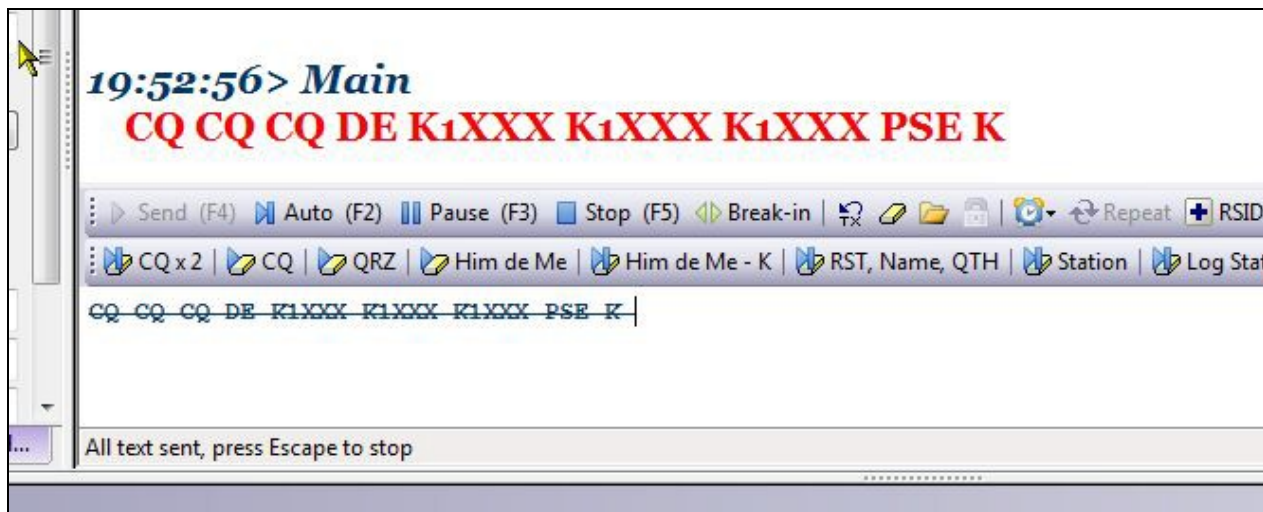 19:52:56> Main
CQ CQ CQ DE K1XXX K1XXX K1XXX PSE K
Send (F4) Auto (F2) Pause (F3) Stop (F5) Break-in | TX | Repeat RSID
CQ x 2 | CQ | QRZ | Him de Me | Him de Me - K | RST, Name, QTH | Station | Log Stat
CQ CQ CQ DE K1XXX K1XXX K1XXX PSE K
All text sent, press Escape to stop